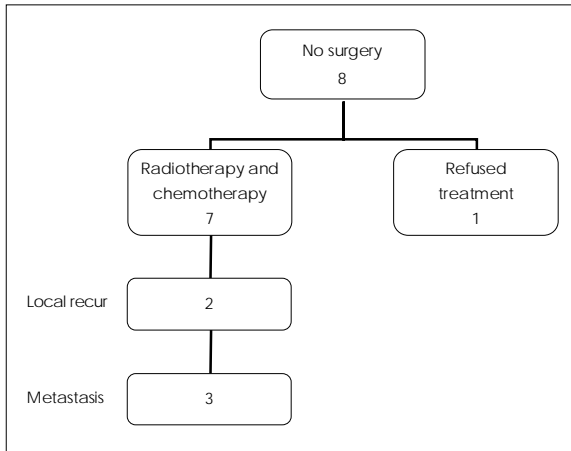 No surgery
8
Radiotherapy and
chemotherapy
7
Refused
treatment
1
Local recur
2
Metastasis
3